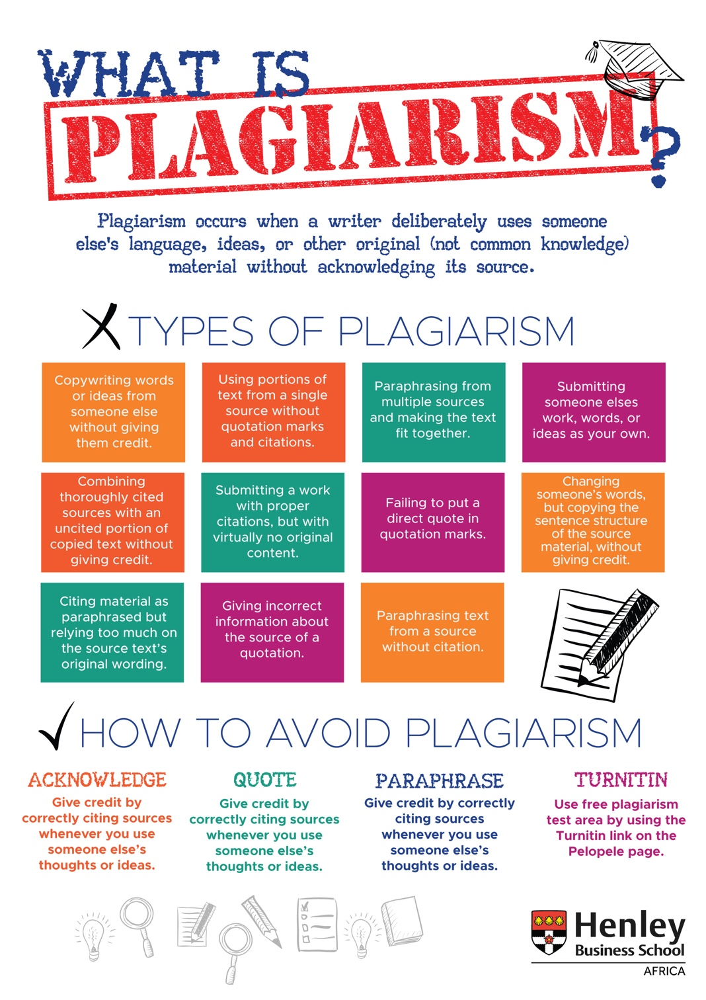 WHAT IS
PLAGIARISM?
Plagiarism occurs when a writer deliberately uses someone
else's language, ideas, or other original (not common knowledge)
material without acknowledging its source.
TYPES OF PLAGIARISM
Copywriting words
or ideas from
someone else
without giving
them credit.
Using portions of
text from a single
source without
quotation marks
and citations.
Paraphrasing from
multiple sources
and making the text
fit together.
Submitting
someone elses
work, words, or
ideas as your own.
Combining
thoroughly cited
sources with an
uncited portion of
copied text without
giving credit.
Submitting a work
with proper
citations, but with
virtually no original
content.
Failing to put a
direct quote in
quotation marks.
Changing
someone's words,
but copying the
sentence structure
of the source
material, without
giving credit.
Citing material as
paraphrased but
relying too much on
the source text's
original wording.
Giving incorrect
information about
the source of a
quotation.
Paraphrasing text
from a source
without citation.
HOW TO AVOID PLAGIARISM
ACKNOWLEDGE
Give credit by
correctly citing sources
whenever you use
someone else's
thoughts or ideas.
QUOTE
Give credit by
correctly citing sources
whenever you use
someone else's
thoughts or ideas.
PARAPHRASE
Give credit by correctly
citing sources
whenever you use
someone else's
thoughts or ideas.
TURNITIN
Use free plagiarism
test area by using the
Turnitin link on the
Pelopele page.
Henley
Business School
AFRICA